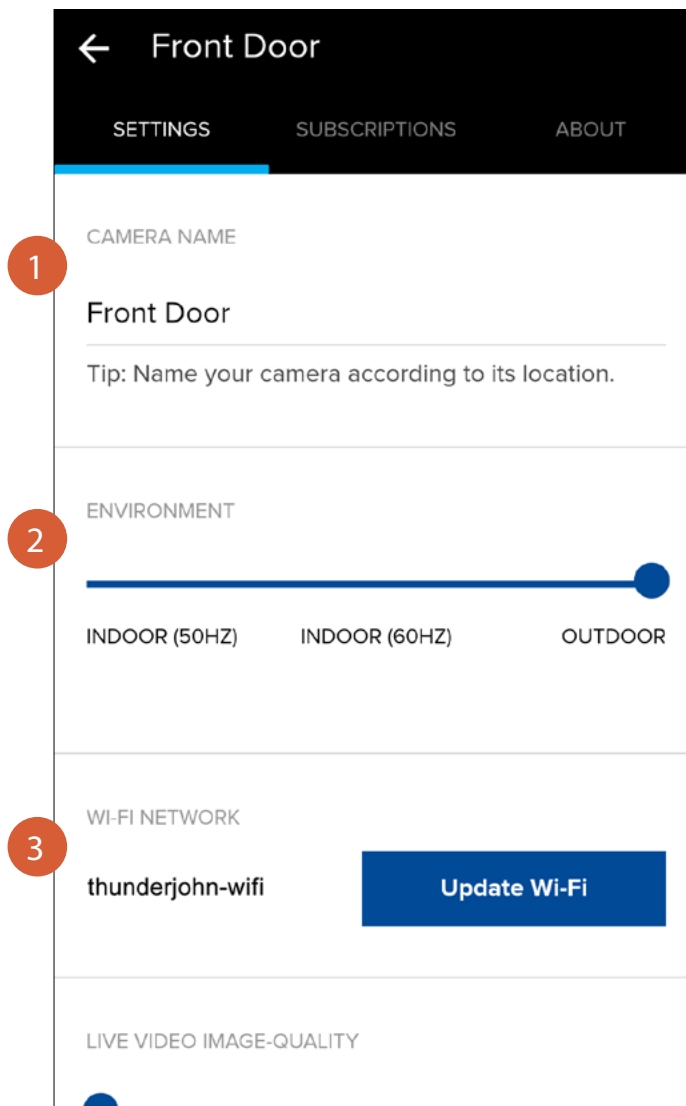 Front Door
SETTINGS SUBSCRIPTIONS ABOUT
1
CAMERA NAME
Front Door
Tip: Name your camera according to its location.
2
ENVIRONMENT
INDOOR (50HZ) INDOOR (60HZ) OUTDOOR
3
WI-FI NETWORK
thunderjohn-wifi Update Wi-Fi
LIVE VIDEO IMAGE-QUALITY